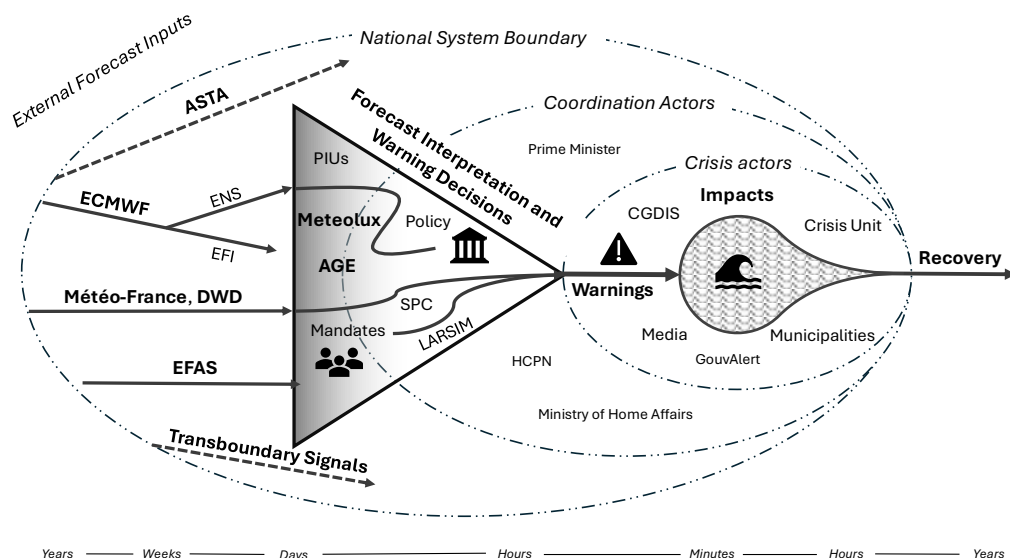 External Forecast Inputs
National System Boundary
ASTA
Coordination Actors
Forecast Interpretation and
Warning Decisions
Prime Minister
PIUs
Crisis actors
ECMWF
ENS
EFI
Impacts
Meteolux
Policy
CGDIS
Crisis Unit
AGE
Recovery
Météo-France, DWD
Warnings
SPC
Mandates
LARSIM
Media
Municipalities
GouvAlert
EFAS
HCPN
Ministry of Home Affairs
Transboundary Signals
Years Weeks Days Hours Minutes Hours Years